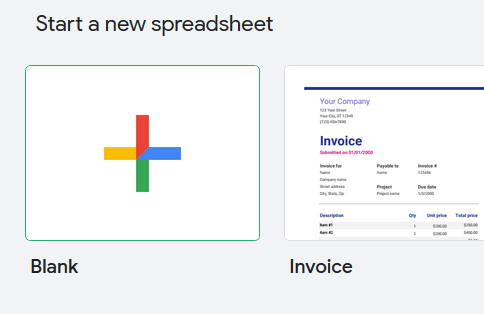 Start a new spreadsheet
Your Company
123 Your Street
Your City, ST 12345
(123) 456-7890
Invoice
Submitted on 01/01/2000
Invoice for
Payable to
Invoice #
Name
Name
123456
Company name
Street address
Project
Due date
City, State, Zip
Project name
1/2/2000
Description
Qty
Unit price
Total price
Item #1
1
$200.00
$200.00
Item #2
2
$200.00
$400.00
Blank
Invoice